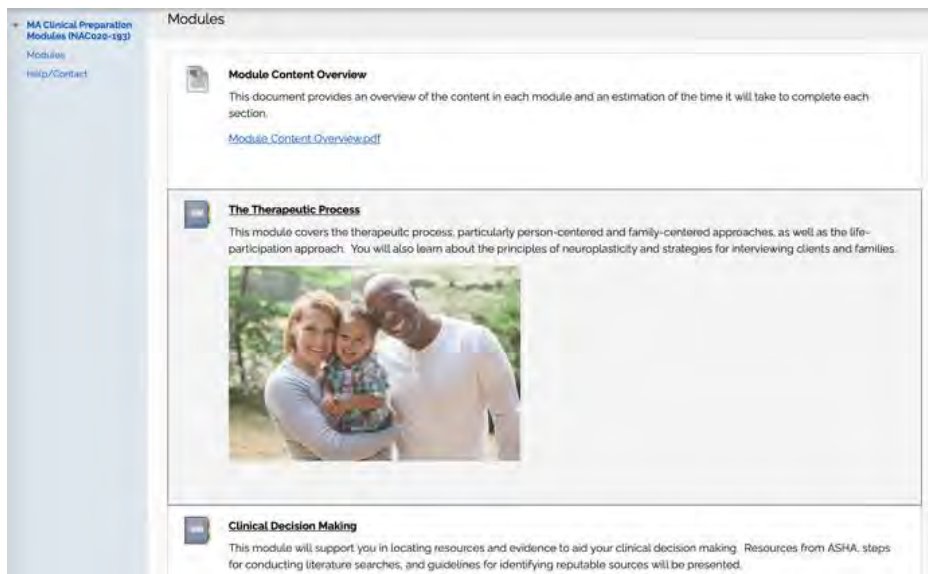 MA Clinical Preparation
Modules (NAC020-193)
Modules
Help/Contact
Modules
Module Content Overview
This document provides an overview of the content in each module and an estimation of the time it will take to complete each
section.
Module Content Overview.pdf
The Therapeutic Process
This module covers the therapeuitc process, particularly person-centered and family-centered approaches, as well as the life-
participation approach. You will also learn about the principles of neuroplasticity and strategies for interviewing clients and families.
Clinical Decision Making
This module will support you in locating resources and evidence to aid your clinical decision making. Resources from ASHA, steps
for conducting literature searches, and guidelines for identifying reputable sources will be presented.